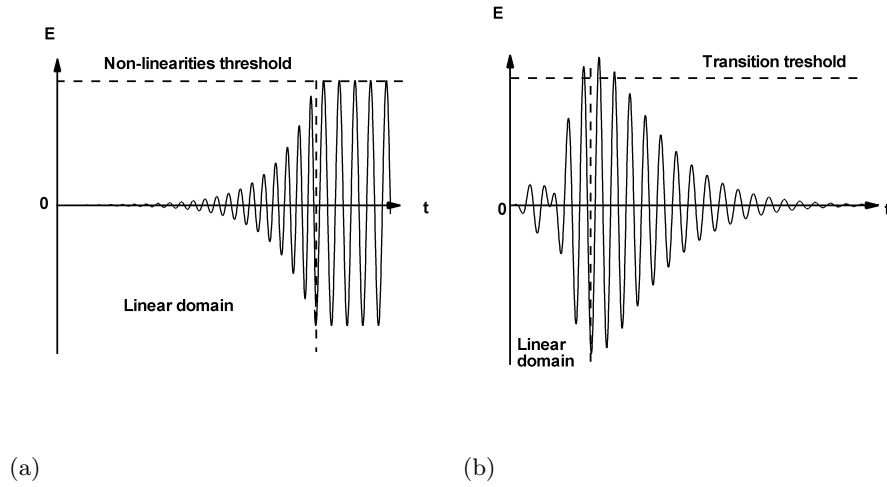 E
Non-linearities threshold
0
t
Linear domain
(a)
E
Transition treshold
0
t
Linear
domain
(b)